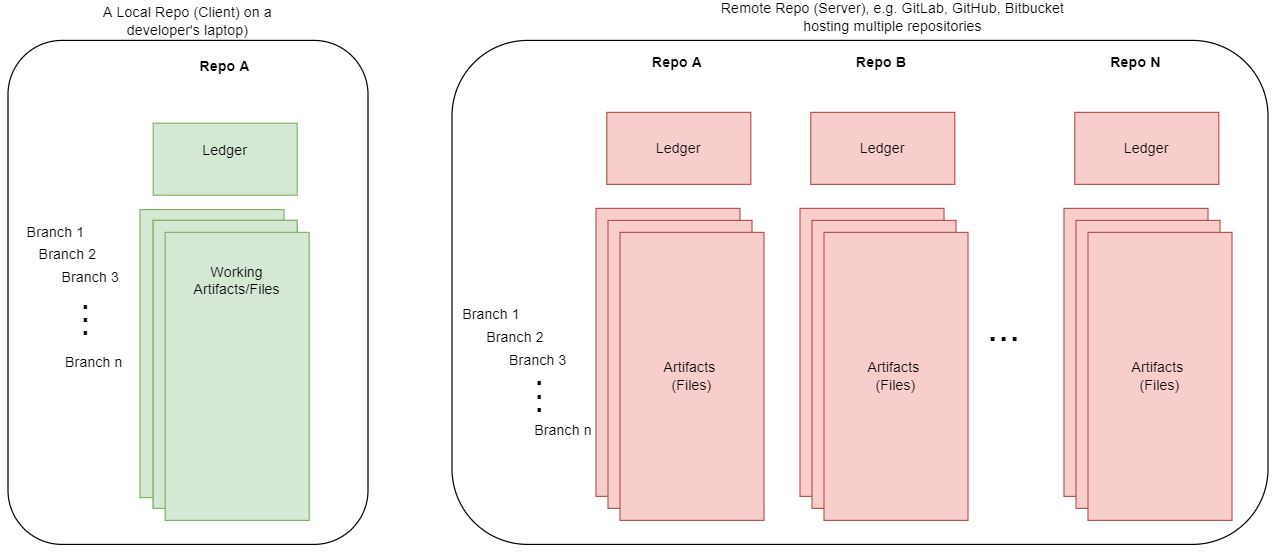 A Local Repo (Client) on a
developer's laptop)
Repo A
Ledger
Branch 1
Branch 2
Branch 3
Branch n
Working
Artifacts/Files
Remote Repo (Server), e.g. GitLab, GitHub, Bitbucket
hosting multiple repositories
Repo A
Repo B
Repo N
Ledger
Ledger
Ledger
Branch 1
Branch 2
Branch 3
Branch n
Artifacts
(Files)
Artifacts
(Files)
...
Artifacts
(Files)